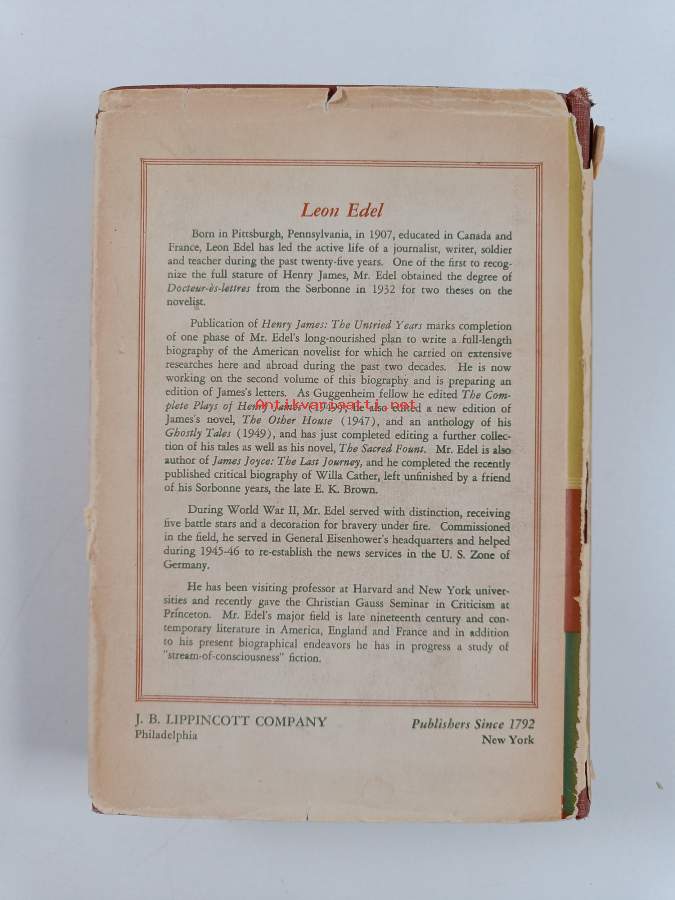 Leon Edel
Born in Pittsburgh, Pennsylvania, in 1907, educated in Canada and
France, Leon Edel has led the active life of a journalist, writer, soldier
and teacher during the past twenty-five years. One of the first to recog-
nize the full stature of Henry James, Mr. Edel obtained the degree of
Docteur-ès-lettres from the Sorbonne in 1932 for two theses on the
novelist.
Publication of Henry James: The Untried Years marks completion
of one phase of Mr. Edel's long-nourished plan to write a full-length
biography of the American novelist for which he carried on extensive
researches here and abroad during the past two decades. He is now
working on the second volume of this biography and is preparing an
edition of James's letters. As Guggenheim fellow he edited The Com-
Antikvariaatti.net
plete Plays of Henry James he also edited a new edition of
James's novel, The Other House (1947), and an anthology of his
Ghostly Tales (1949), and has just completed editing a further collec-
tion of his tales as well as his novel, The Sacred Fount. Mr. Edel is also
author of James Joyce: The Last Journey, and he completed the recently
published critical biography of Willa Cather, left unfinished by a friend
of his Sorbonne years, the late E. K. Brown.
During World War II, Mr. Edel served with distinction, receiving
five battle stars and a decoration for bravery under fire. Commissioned
in the field, he served in General Eisenhower's headquarters and helped
during 1945-46 to re-establish the news services in the U. S. Zone of
Germany.
He has been visiting professor at Harvard and New York univer-
sities and recently gave the Christian Gauss Seminar in Criticism at
Princeton. Mr. Edel's major field is late nineteenth century and con-
temporary literature in America, England and France and in addition
to his present biographical endeavors he has in progress a study of
"stream-of-consciousness" fiction.
J. B. LIPPINCOTT COMPANY
Publishers Since 1792
Philadelphia
New York